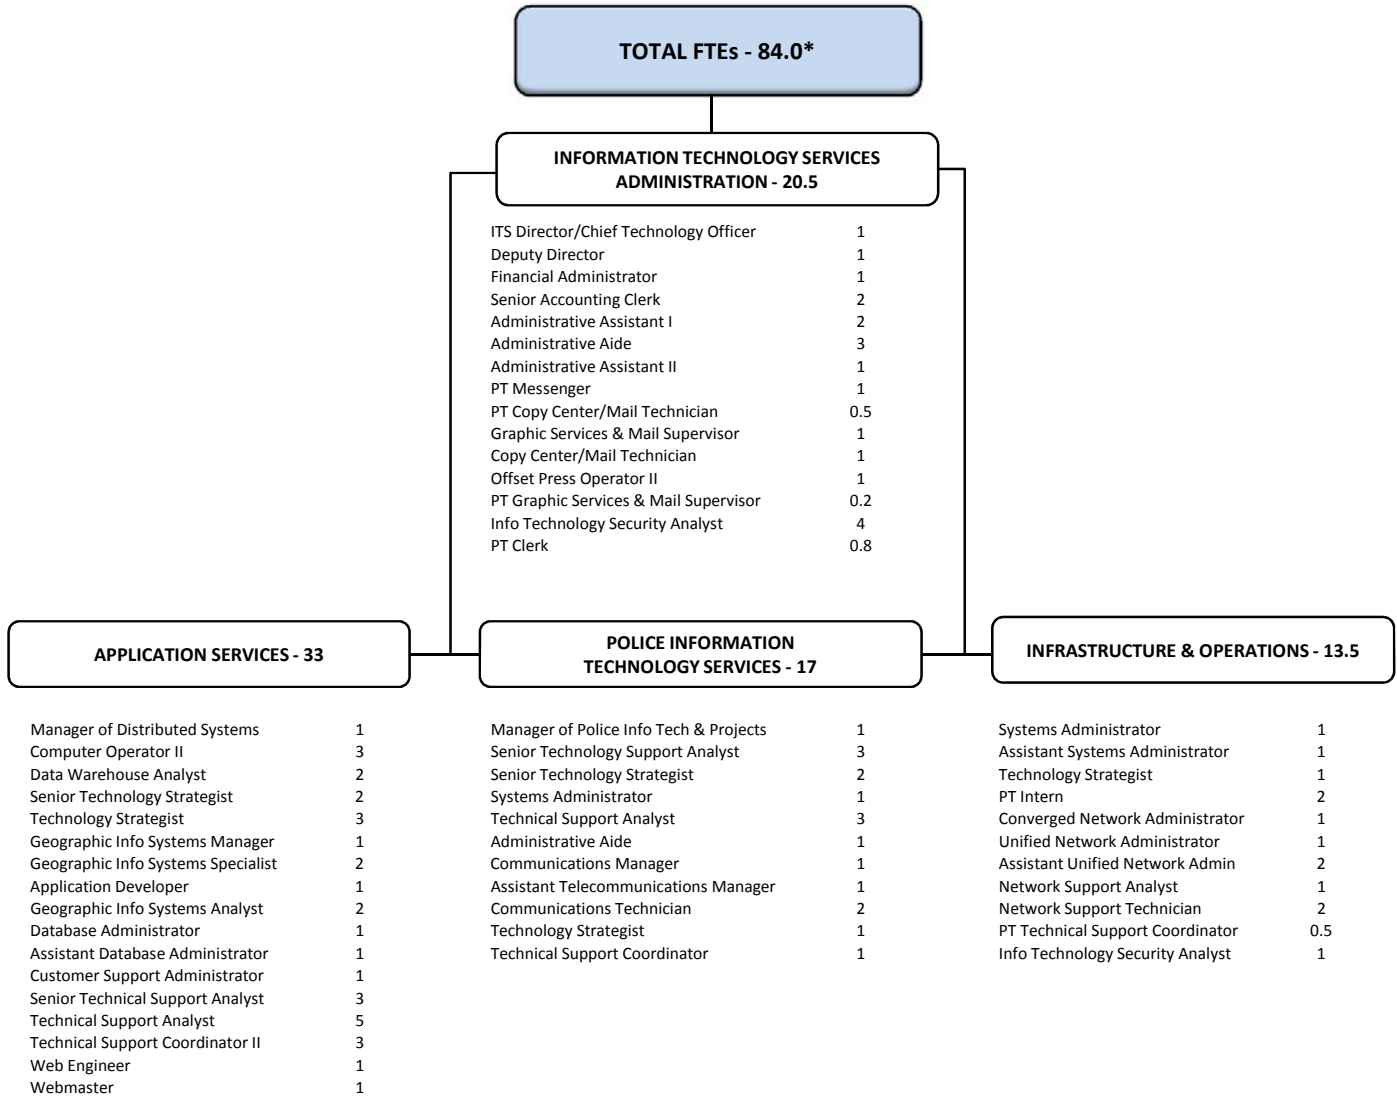 TOTAL FTEs - 84.0*
INFORMATION TECHNOLOGY SERVICES
ADMINISTRATION - 20.5
ITS Director/Chief Technology Officer 1
Deputy Director 1
Financial Administrator 1
Senior Accounting Clerk 2
Administrative Assistant I 2
Administrative Aide 3
Administrative Assistant II 1
PT Messenger 1
PT Copy Center/Mail Technician 0.5
Graphic Services & Mail Supervisor 1
Copy Center/Mail Technician 1
Offset Press Operator II 1
PT Graphic Services & Mail Supervisor 0.2
Info Technology Security Analyst 4
PT Clerk 0.8
APPLICATION SERVICES - 33
Manager of Distributed Systems 1
Computer Operator II 3
Data Warehouse Analyst 2
Senior Technology Strategist 2
Technology Strategist 3
Geographic Info Systems Manager 1
Geographic Info Systems Specialist 2
Application Developer 1
Geographic Info Systems Analyst 2
Database Administrator 1
Assistant Database Administrator 1
Customer Support Administrator 1
Senior Technical Support Analyst 3
Technical Support Analyst 5
Technical Support Coordinator II 3
Web Engineer 1
Webmaster 1
POLICE INFORMATION
TECHNOLOGY SERVICES - 17
Manager of Police Info Tech & Projects 1
Senior Technology Support Analyst 3
Senior Technology Strategist 2
Systems Administrator 1
Technical Support Analyst 3
Administrative Aide 1
Communications Manager 1
Assistant Telecommunications Manager 1
Communications Technician 2
Technology Strategist 1
Technical Support Coordinator 1
INFRASTRUCTURE & OPERATIONS - 13.5
Systems Administrator 1
Assistant Systems Administrator 1
Technology Strategist 1
PT Intern 2
Converged Network Administrator 1
Unified Network Administrator 1
Assistant Unified Network Admin 2
Network Support Analyst 1
Network Support Technician 2
PT Technical Support Coordinator 0.5
Info Technology Security Analyst 1